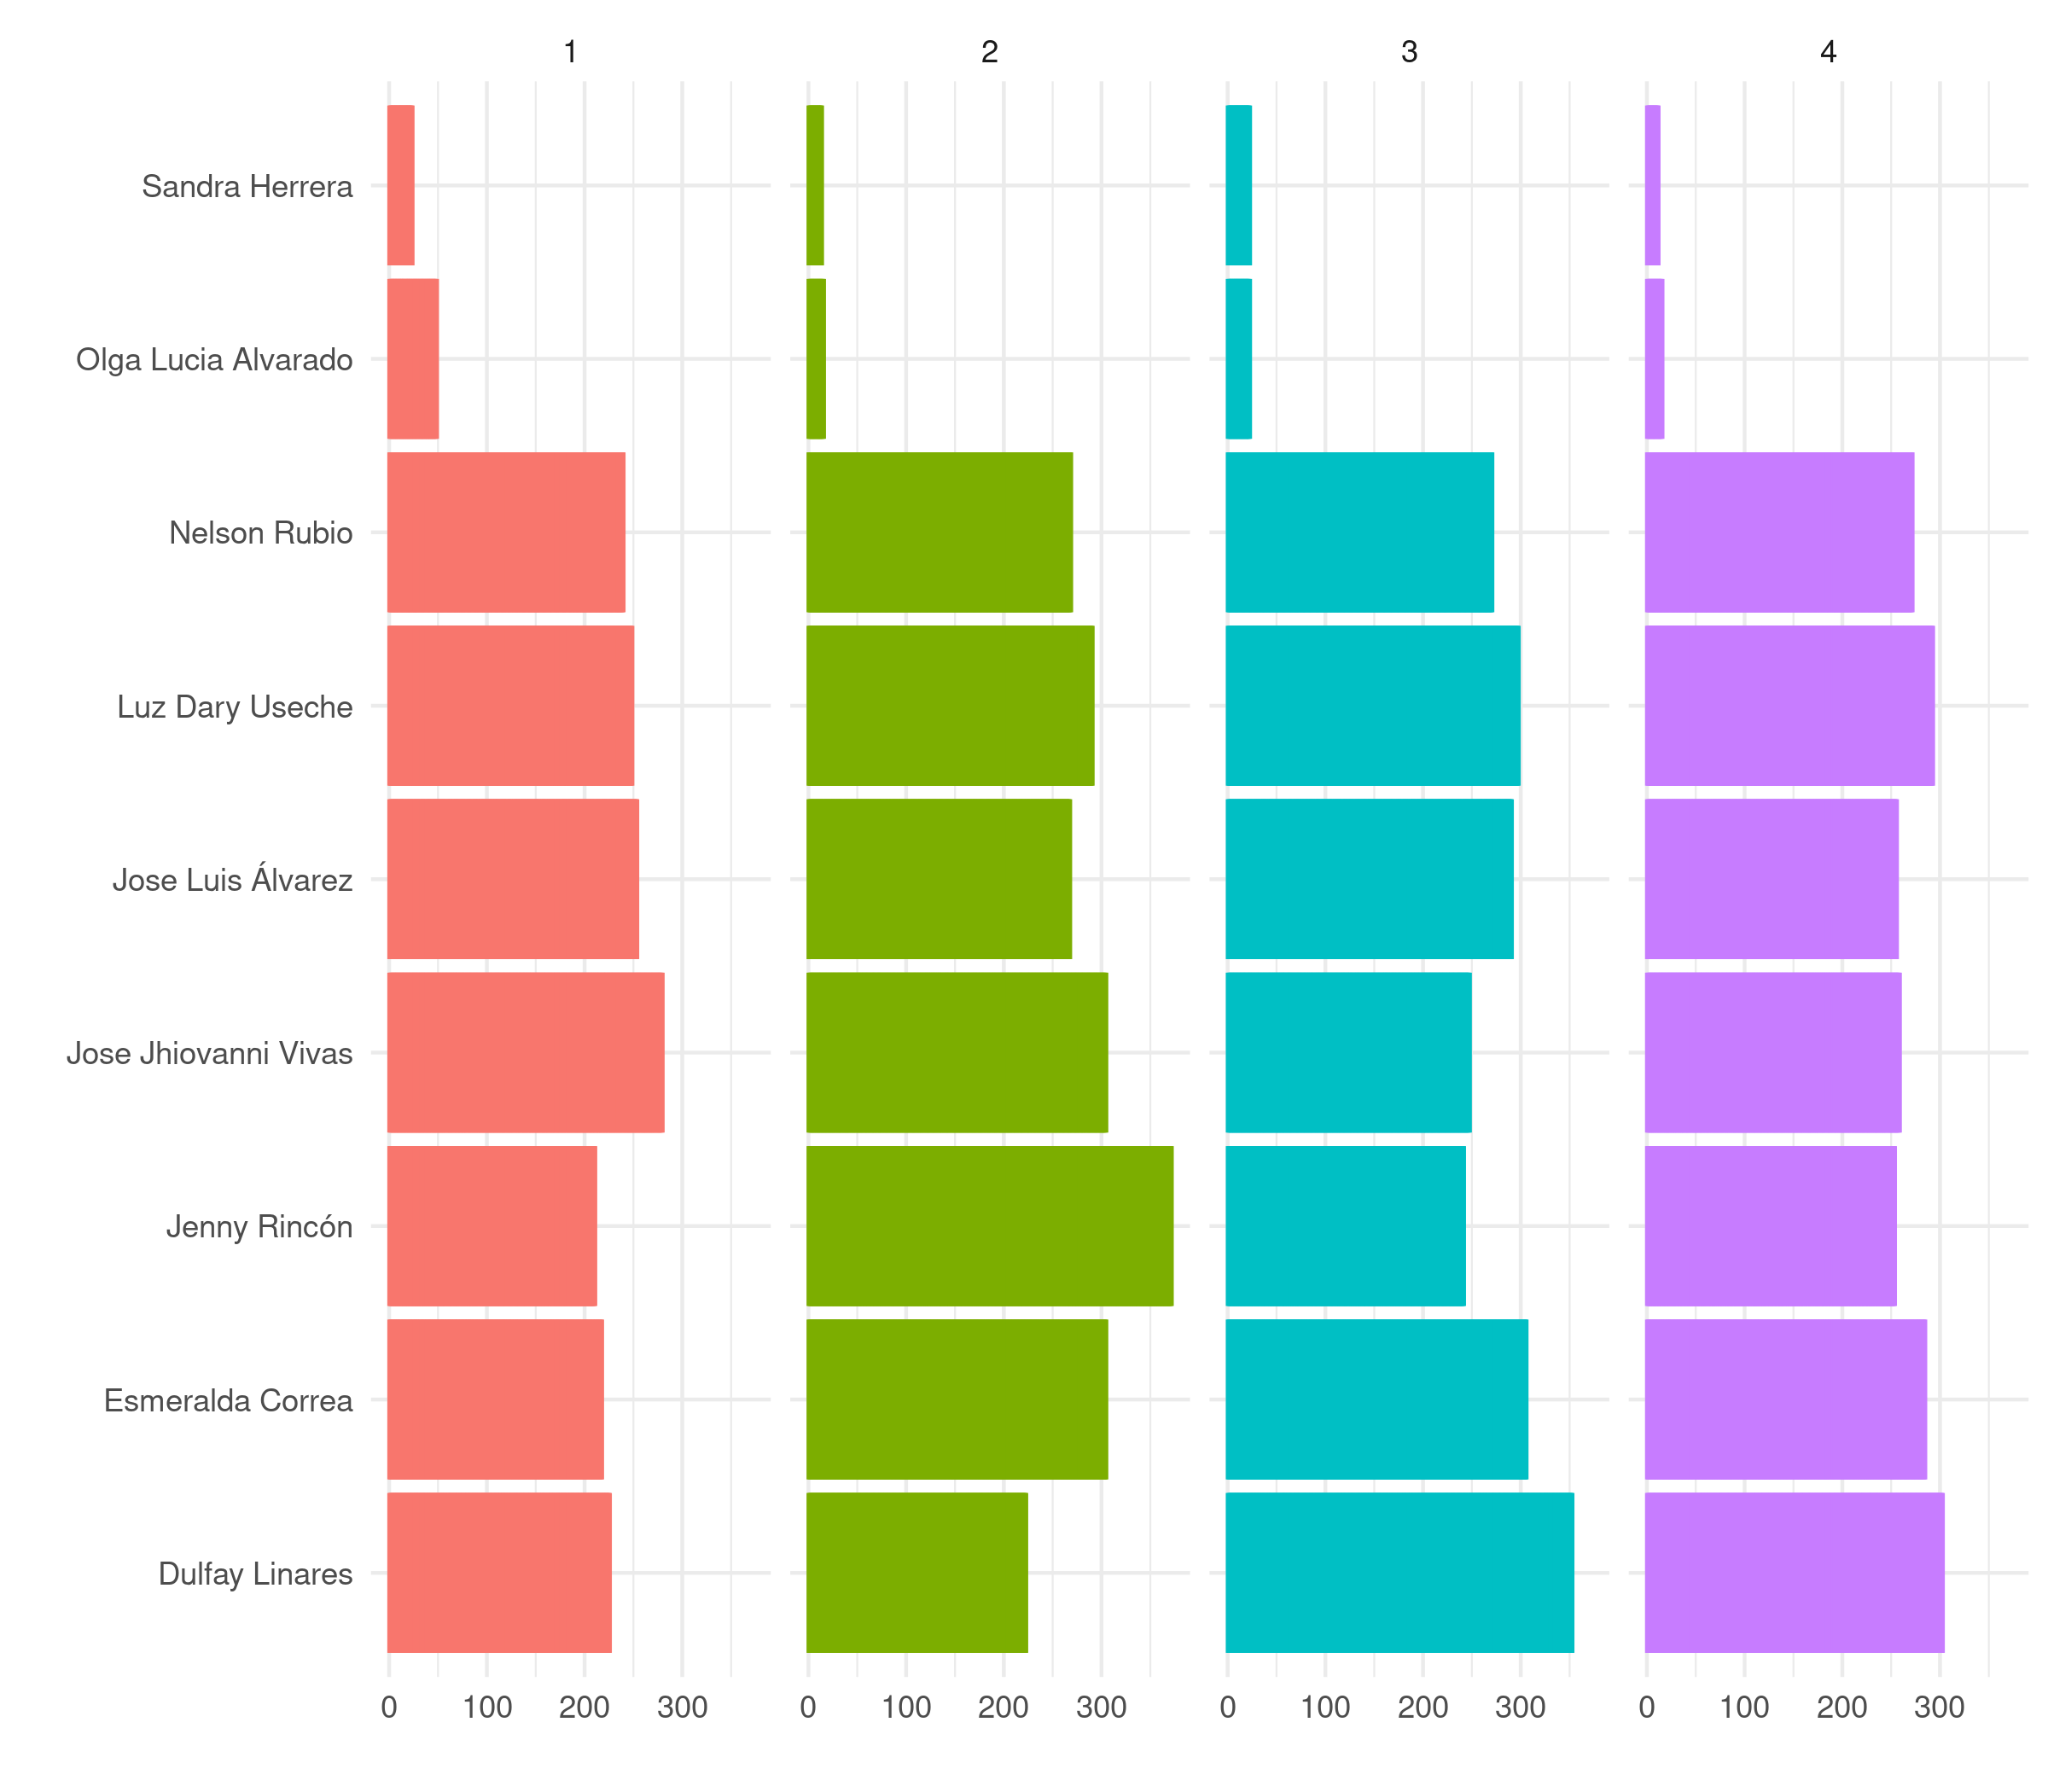 1 2 3 4
Sandra Herrera
Olga Lucia Alvarado
Nelson Rubio
Luz Dary Useche
Jose Luis Álvarez
Jose Jhiovanni Vivas
Jenny Rincón
Esmeralda Correa
Dulfay Linares
0 100 200 300 0 100 200 300 0 100 200 300 0 100 200 300